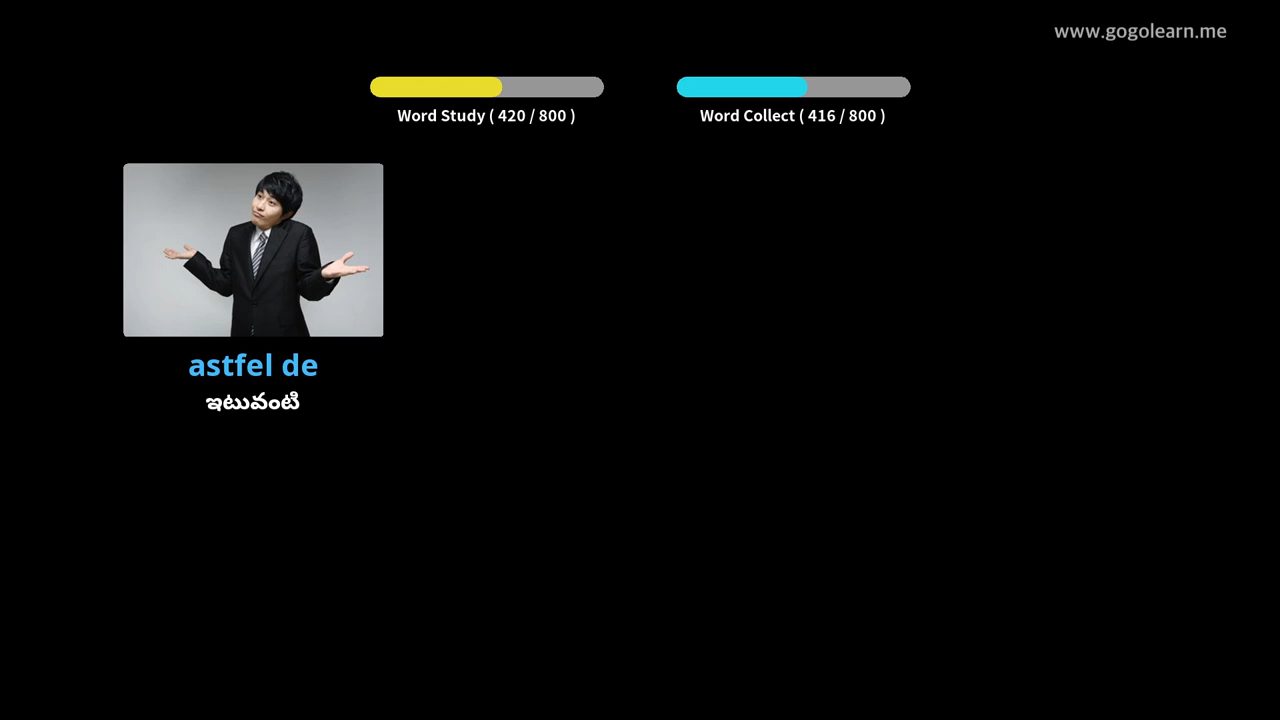 www.gogolearn.me
Word Study ( 420 / 800 )
Word Collect ( 416 / 800 )
astfel de
ఇటువంటి